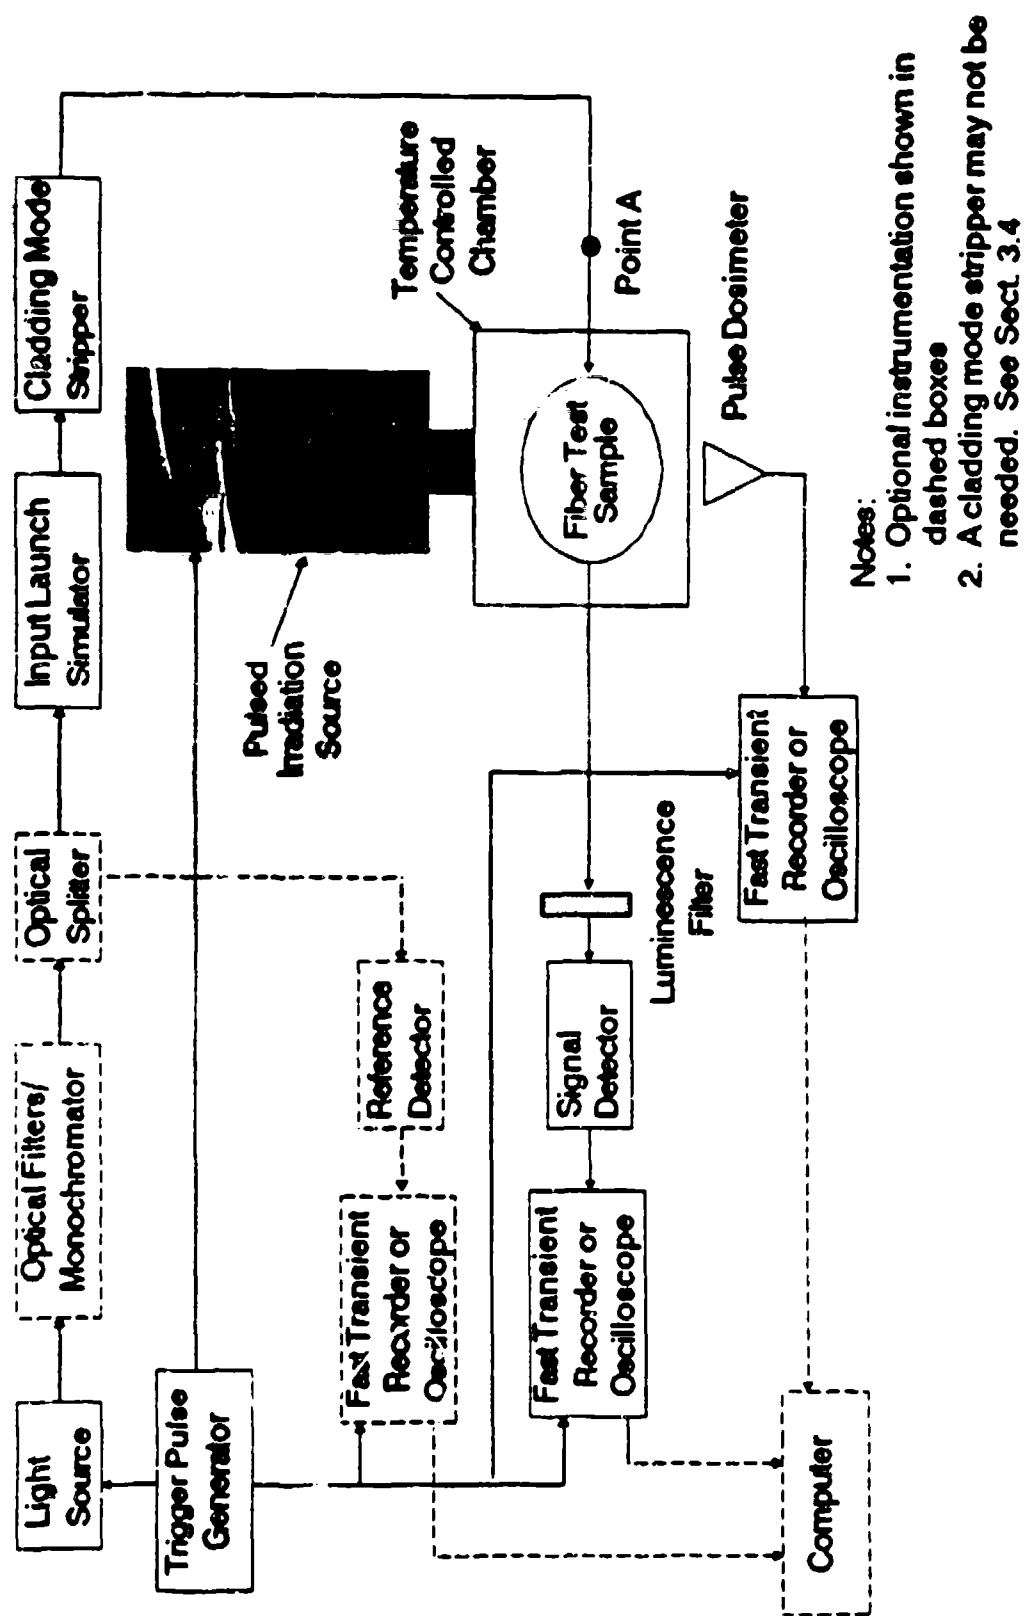 Light
Source
Optical Filters/
Monochromator
Optical
Splitter
Input Launch
Simulator
Cladding Mode
Stripper
Trigger Pulse
Generator
Pulsed
Irradiation
Source
Temperature
Controlled
Chamber
Fast Transient
Recorder or
Oscilloscope
Reference
Detector
Fast Transient
Recorder or
Oscilloscope
Signal
Detector
Luminescence
Filter
Fiber Test
Sample
Point A
Pulse Dosimeter
Fast Transient
Recorder or
Oscilloscope
Computer
Notes:
1. Optional instrumentation shown in
dashed boxes
2. A cladding mode stripper may not be
needed. See Sect. 3.4